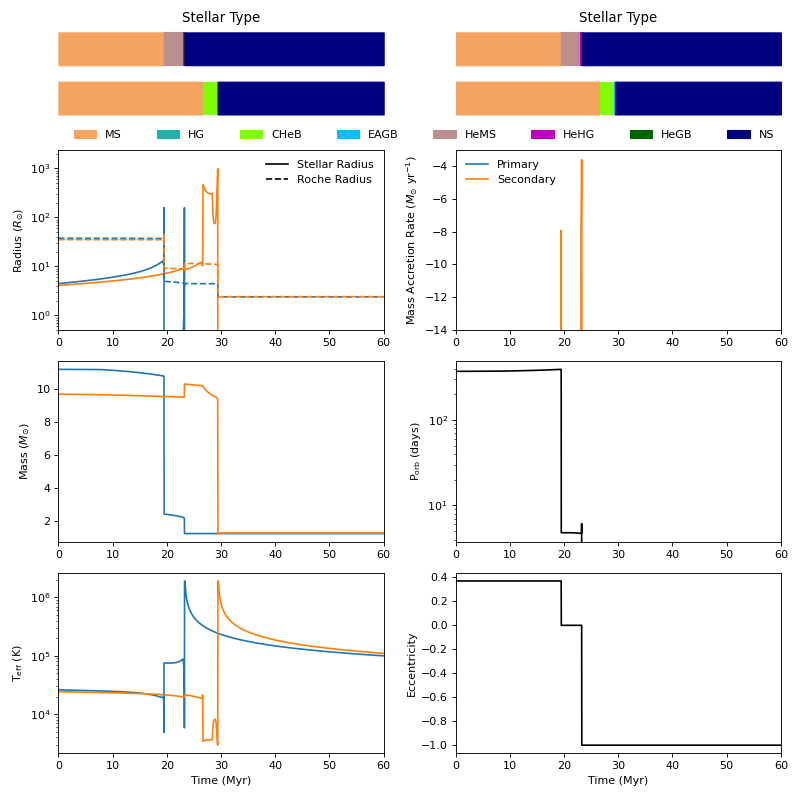 Stellar Type Stellar Type
MS HG CHeB EAGB HeMS HeHG HeGB NS
10³
10²
10¹
10⁰
Radius (R⊙)
Stellar Radius
Roche Radius
0 10 20 30 40 50 60
−4
−6
−8
−10
−12
−14
Mass Accretion Rate (M⊙ yr⁻¹)
Primary
Secondary
0 10 20 30 40 50 60
10
8
6
4
2
Mass (M⊙)
0 10 20 30 40 50 60
10²
10¹
Porb (days)
0 10 20 30 40 50 60
10⁶
10⁵
10⁴
Teff (K)
0 10 20 30 40 50 60
Time (Myr)
0.4
0.2
0.0
−0.2
−0.4
−0.6
−0.8
−1.0
Eccentricity
0 10 20 30 40 50 60
Time (Myr)